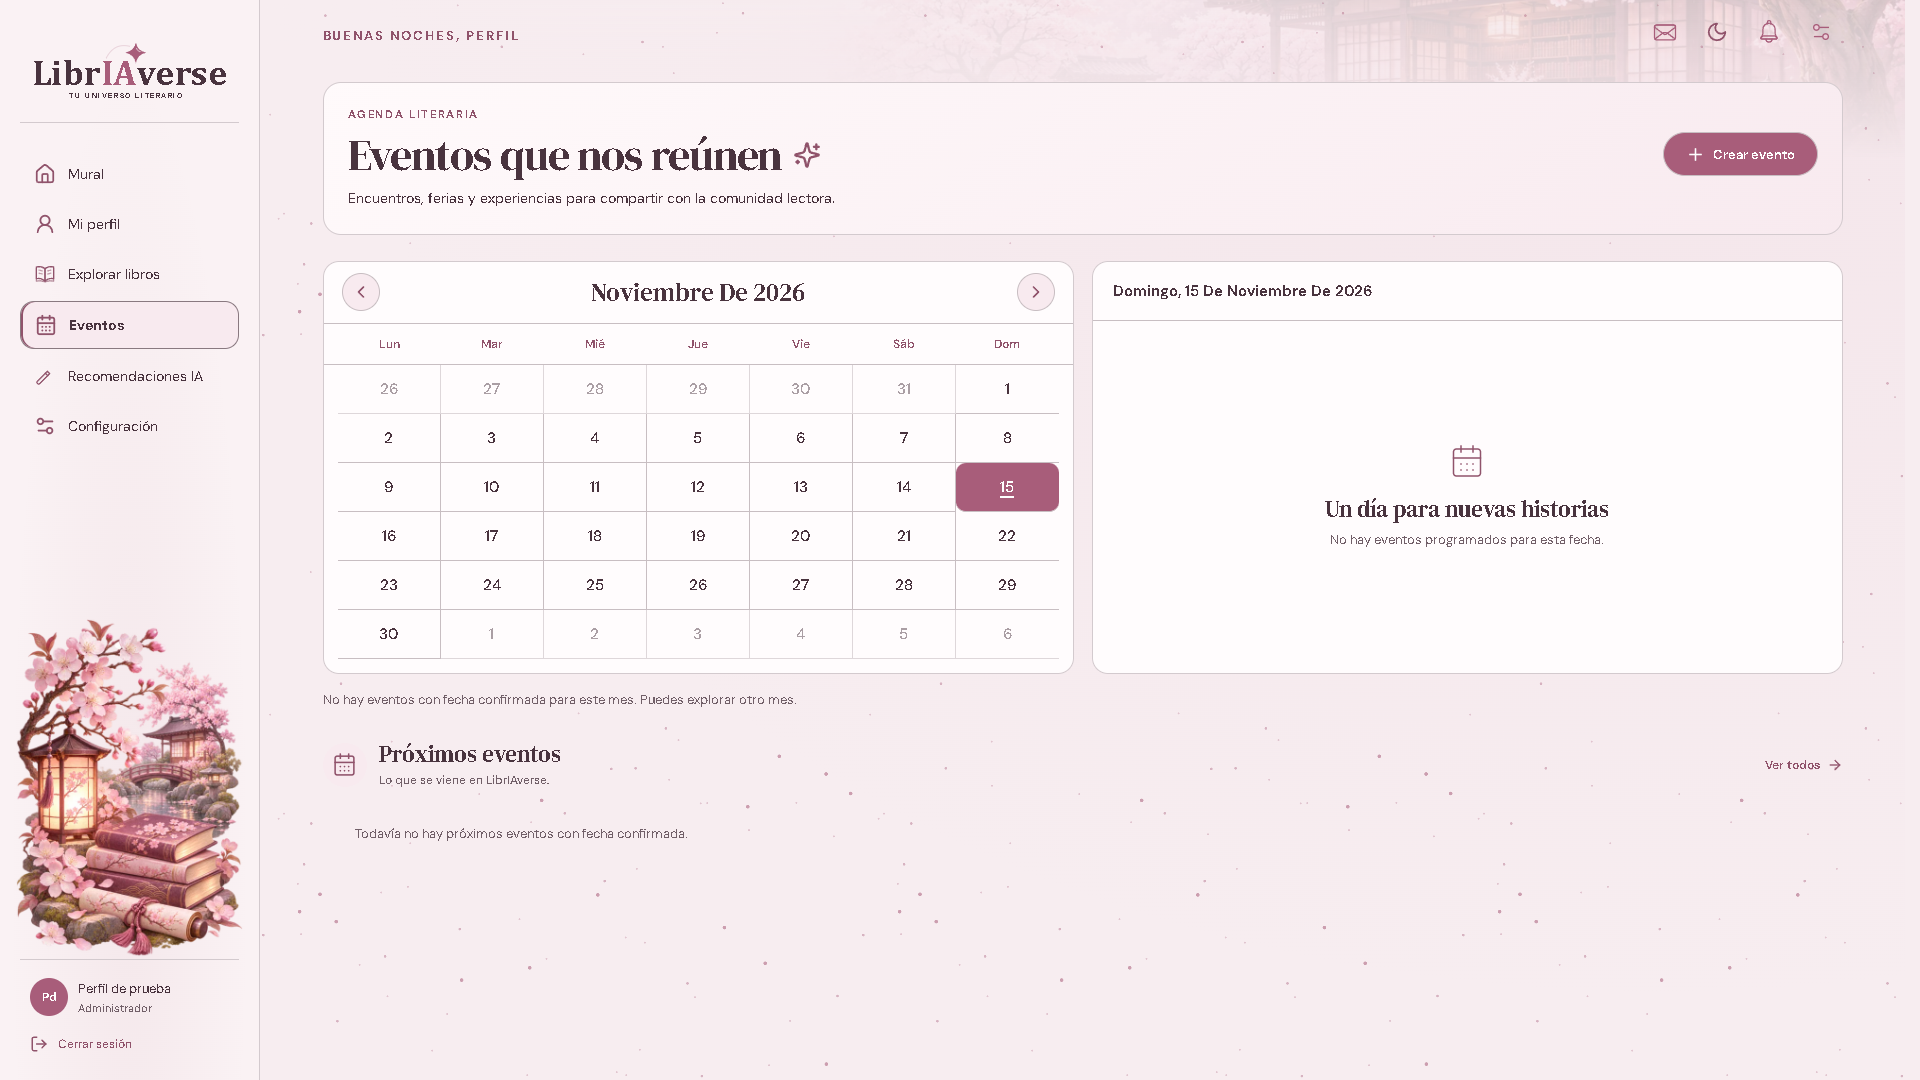 LibrIAverse
TU UNIVERSO LITERARIO
Mural
Mi perfil
Explorar libros
Eventos
Recomendaciones IA
Configuración
Pd
Perfil de prueba
Administrador
Cerrar sesión
BUENAS NOCHES, PERFIL
AGENDA LITERARIA
Eventos que nos reúnen
Encuentros, ferias y experiencias para compartir con la comunidad lectora.
Crear evento
Noviembre De 2026
Lun Mar Mié Jue Vie Sáb Dom
26 27 28 29 30 31 1
2 3 4 5 6 7 8
9 10 11 12 13 14 15
16 17 18 19 20 21 22
23 24 25 26 27 28 29
30 1 2 3 4 5 6
Domingo, 15 De Noviembre De 2026
Un día para nuevas historias
No hay eventos programados para esta fecha.
No hay eventos con fecha confirmada para este mes. Puedes explorar otro mes.
Próximos eventos
Lo que se viene en LibrIAverse.
Ver todos
Todavía no hay próximos eventos con fecha confirmada.